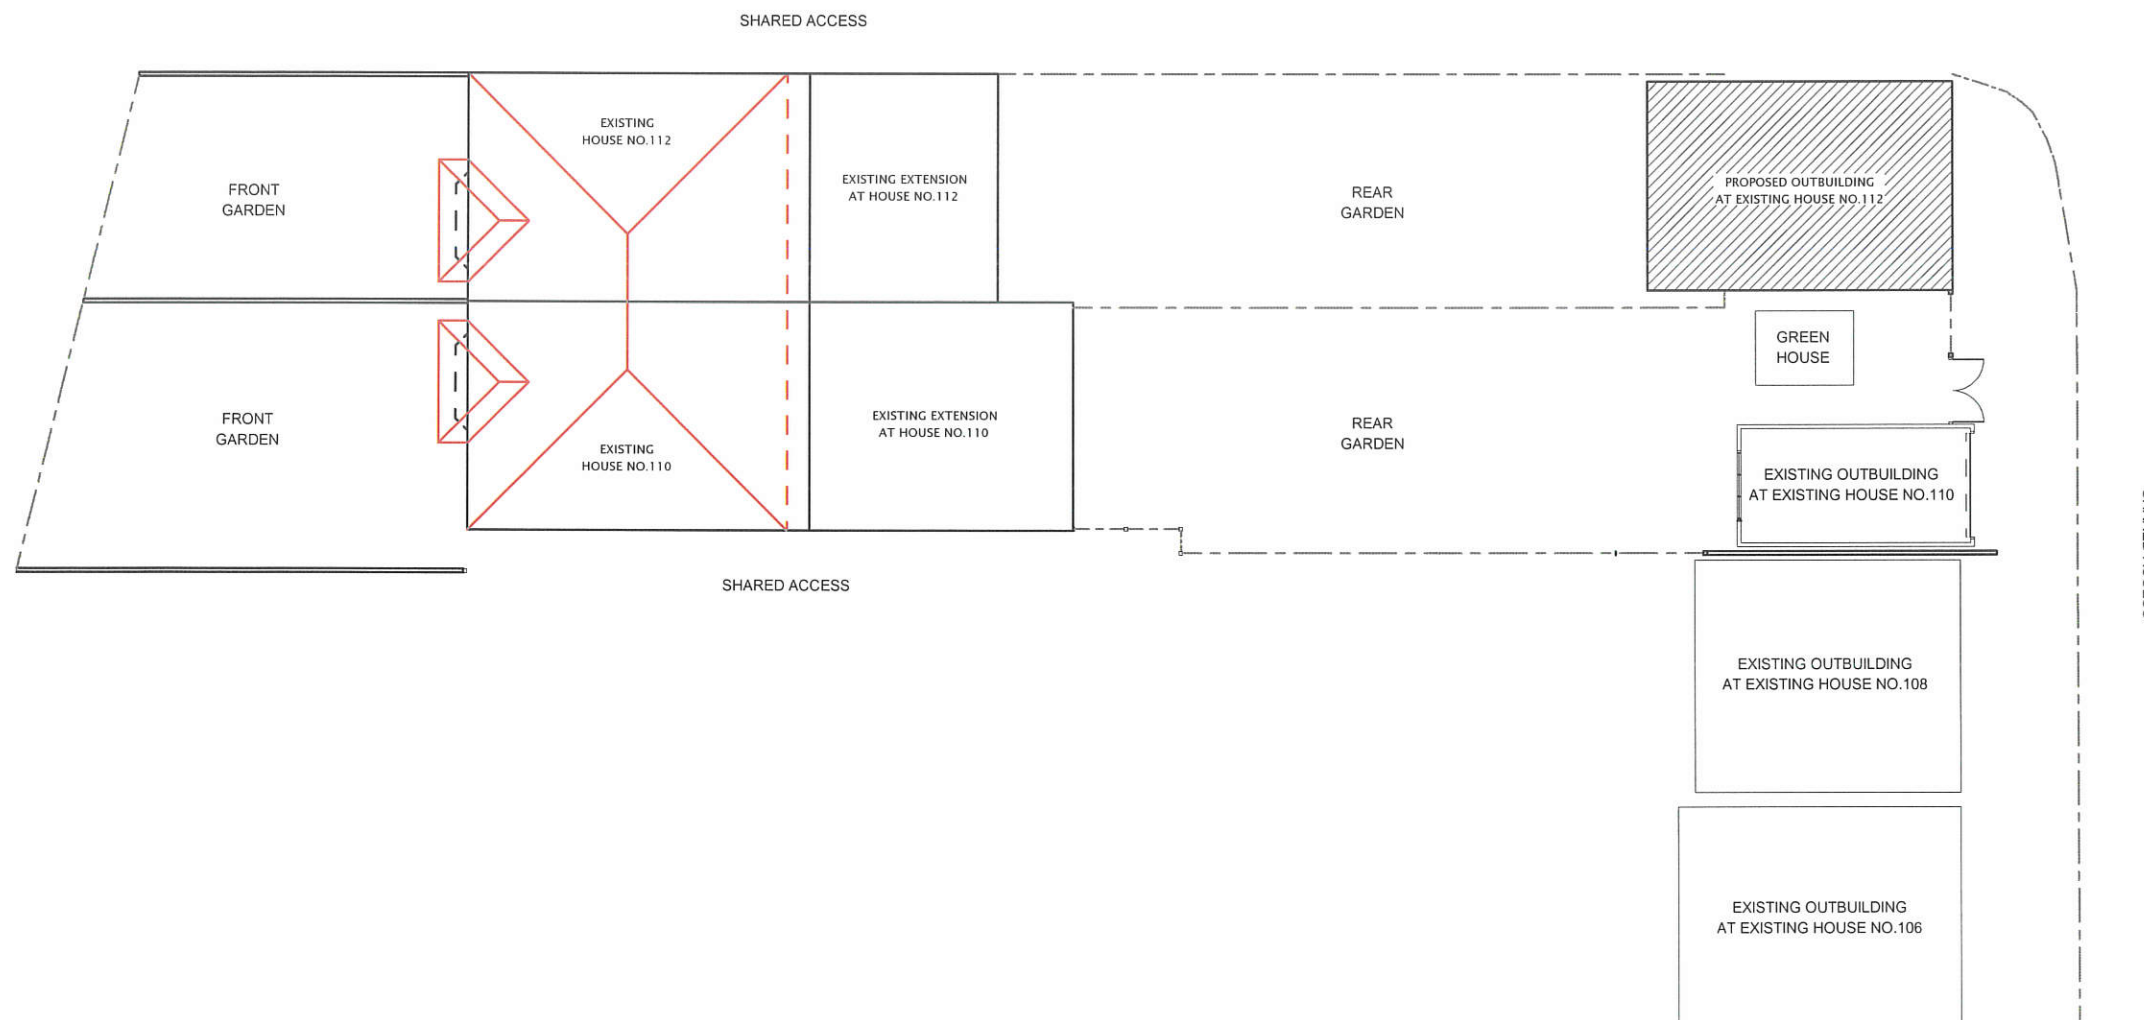 SHARED ACCESS
EXISTING
HOUSE NO.112
EXISTING EXTENSION
AT HOUSE NO.112
FRONT
GARDEN
REAR
GARDEN
PROPOSED OUTBUILDING
AT EXISTING HOUSE NO.112
GREEN
HOUSE
FRONT
GARDEN
EXISTING EXTENSION
AT HOUSE NO.110
REAR
GARDEN
EXISTING
HOUSE NO.110
EXISTING OUTBUILDING
AT EXISTING HOUSE NO.110
SHARED ACCESS
EXISTING OUTBUILDING
AT EXISTING HOUSE NO.108
EXISTING OUTBUILDING
AT EXISTING HOUSE NO.106